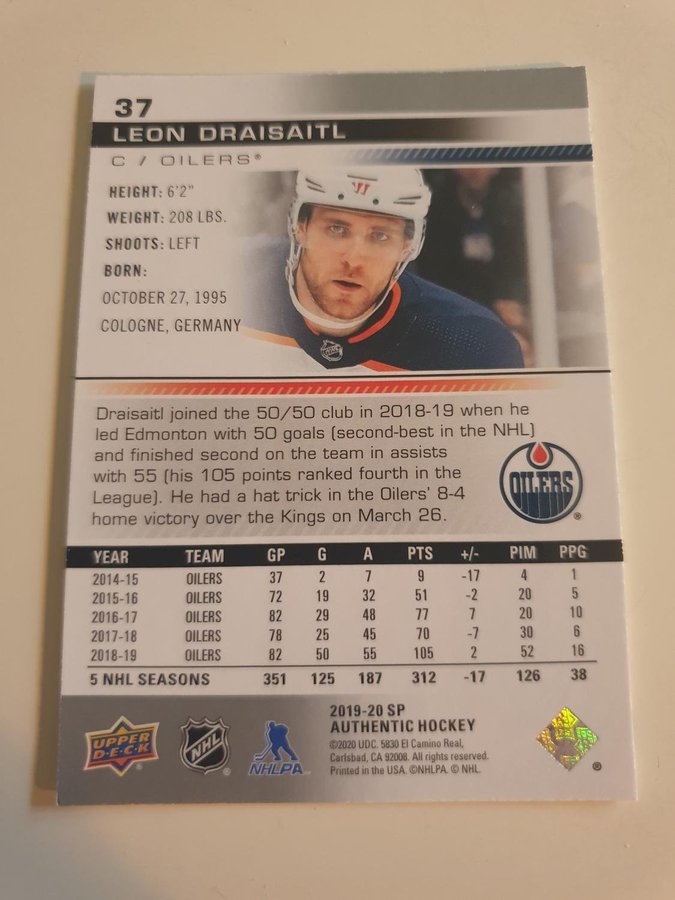 37
LEON DRAISAITL
C / OILERS®
HEIGHT: 6'2"
WEIGHT: 208 LBS.
SHOOTS: LEFT
BORN:
OCTOBER 27, 1995
COLOGNE, GERMANY
Draisaitl joined the 50/50 club in 2018-19 when he
led Edmonton with 50 goals (second-best in the NHL)
and finished second on the team in assists
with 55 (his 105 points ranked fourth in the
League). He had a hat trick in the Oilers' 8-4
home victory over the Kings on March 26.
OILERS
®
YEAR TEAM GP G A PTS +/- PIM PPG
2014-15 OILERS 37 2 7 9 -17 4 1
2015-16 OILERS 72 19 32 51 -2 20 5
2016-17 OILERS 82 29 48 77 7 20 10
2017-18 OILERS 78 25 45 70 -7 30 6
2018-19 OILERS 82 50 55 105 2 52 16
5 NHL SEASONS 351 125 187 312 -17 126 38
UPPER
DECK
®
NHL
®
NHLPA
2019-20 SP
AUTHENTIC HOCKEY
©2020 UDC. 5830 El Camino Real,
Carlsbad, CA 92008. All rights reserved.
Printed in the USA. ©NHLPA. © NHL.
®